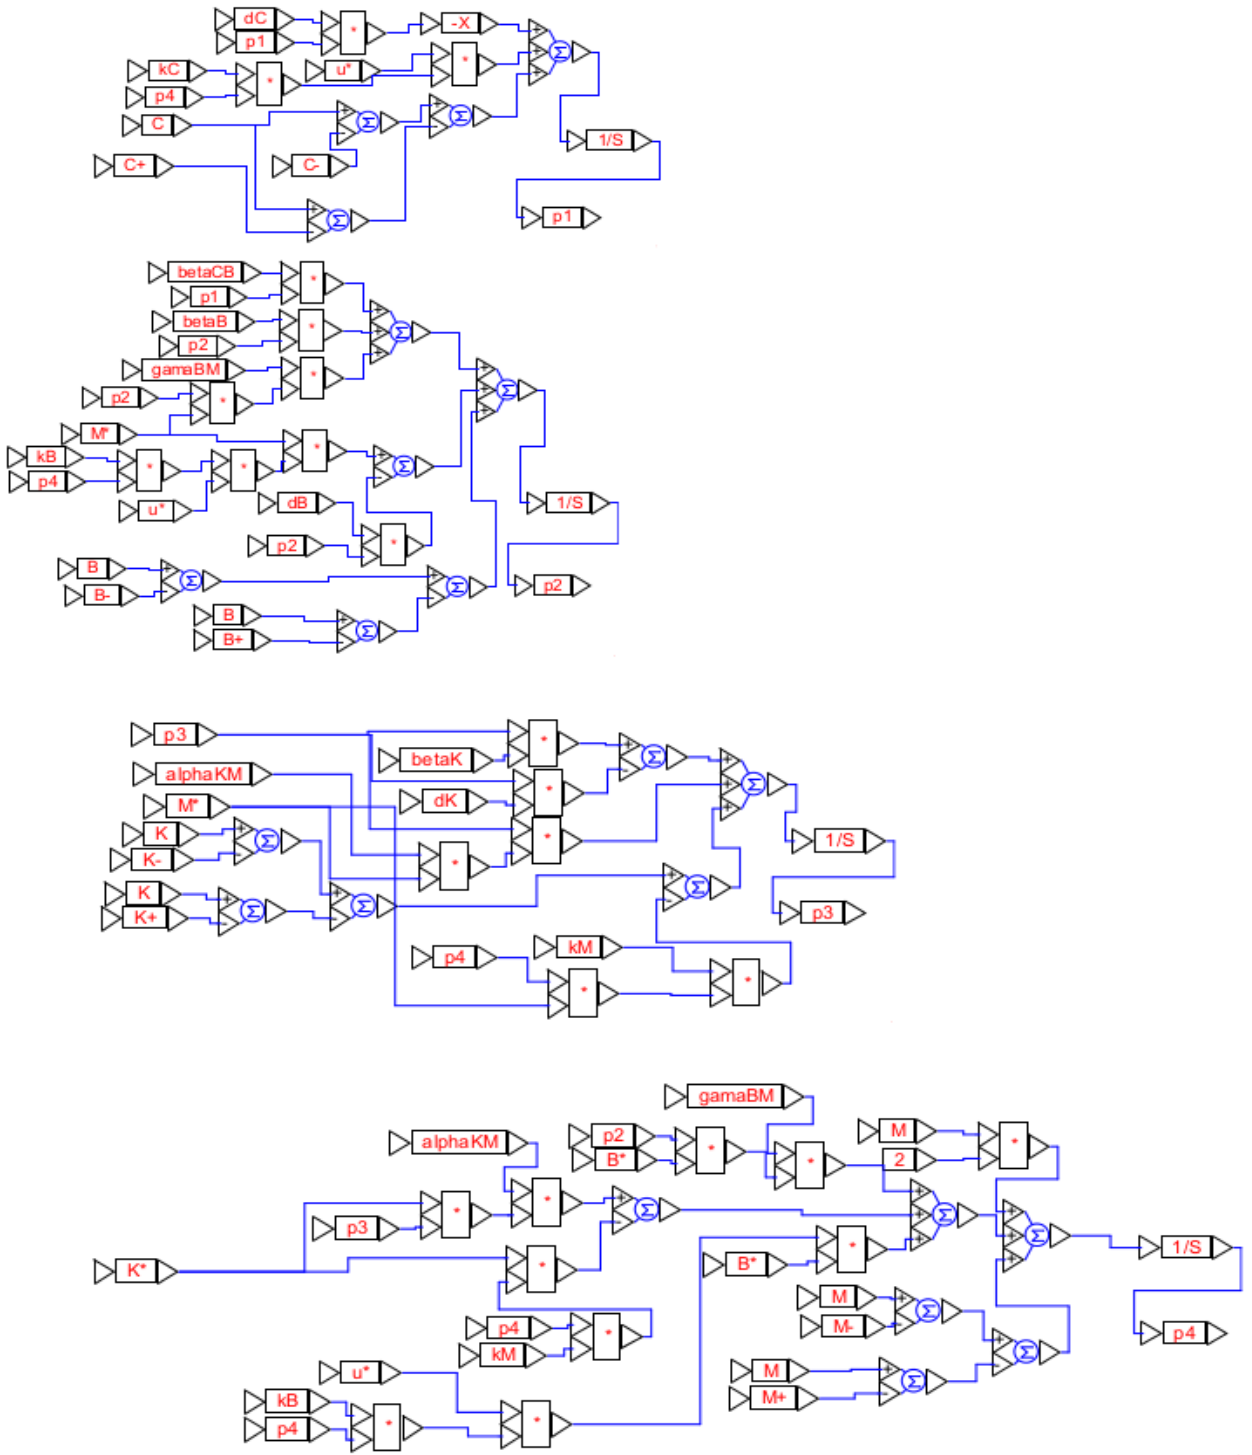 dC
p1
* -X
kC
p4
* u* *
C
C+
C-
Σ Σ Σ Σ
1/S
p1
betaCB
p1
*
betaB
p2
*
gamaBM
*
p2
*
Σ Σ
M*
kB
p4
* * *
u*
Σ
dB
p2
*
1/S
p2
B
B-
Σ Σ
B
B+
Σ
p3
betaK
*
alphaKM
dK
*
Σ Σ
M*
K
K-
Σ
*
*
1/S
K
K+
Σ Σ Σ
p3
p4
kM
* *
gamaBM
alphaKM
p2
B*
* *
M
2
*
p3
* *
Σ Σ Σ
K*
*
B*
*
1/S
p4
kM
*
M
M-
Σ
p4
u*
M
M+
Σ Σ
kB
p4
* *